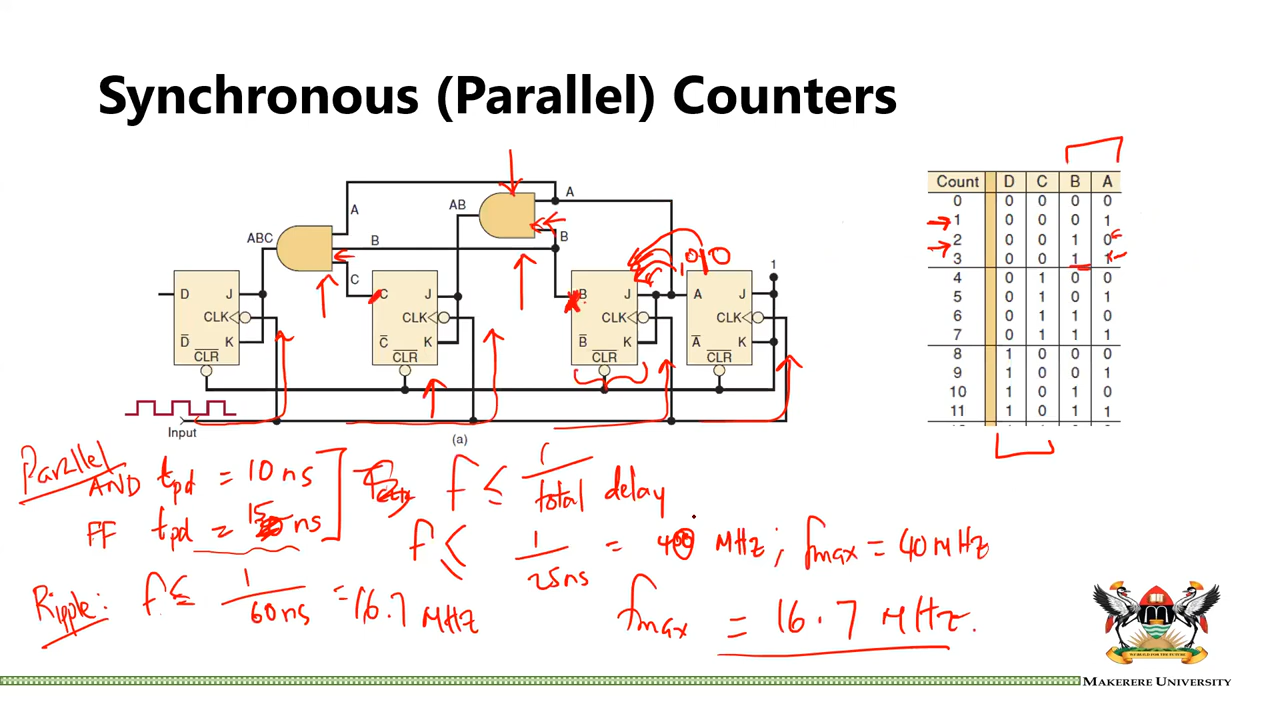 Synchronous (Parallel) Counters
A
AB
A
B
ABC
B
C
1
D J
CLK
D̅ K
C̅L̅R̅
C J
CLK
C̅ K
C̅L̅R̅
B J
CLK
B̅ K
C̅L̅R̅
A J
CLK
A̅ K
C̅L̅R̅
Input
(a)
Count D C B A
0 0 0 0 0
1 0 0 0 1
2 0 0 1 0
3 0 0 1
4 0 1 0 0
5 0 1 0 1
6 0 1 1 0
7 0 1 1 1
8 1 0 0 0
9 1 0 0 1
10 1 0 1 0
11 1 0 1 1
Parallel
AND tpd = 10 ns
FF tpd = 15 ns
f ≤ 1/total delay
f ≤ 1/25ns = 40 MHz ; fmax = 40 MHz
Ripple: f ≤ 1/60ns = 16.7 MHz
fmax = 16.7 MHz.
MAKERERE UNIVERSITY